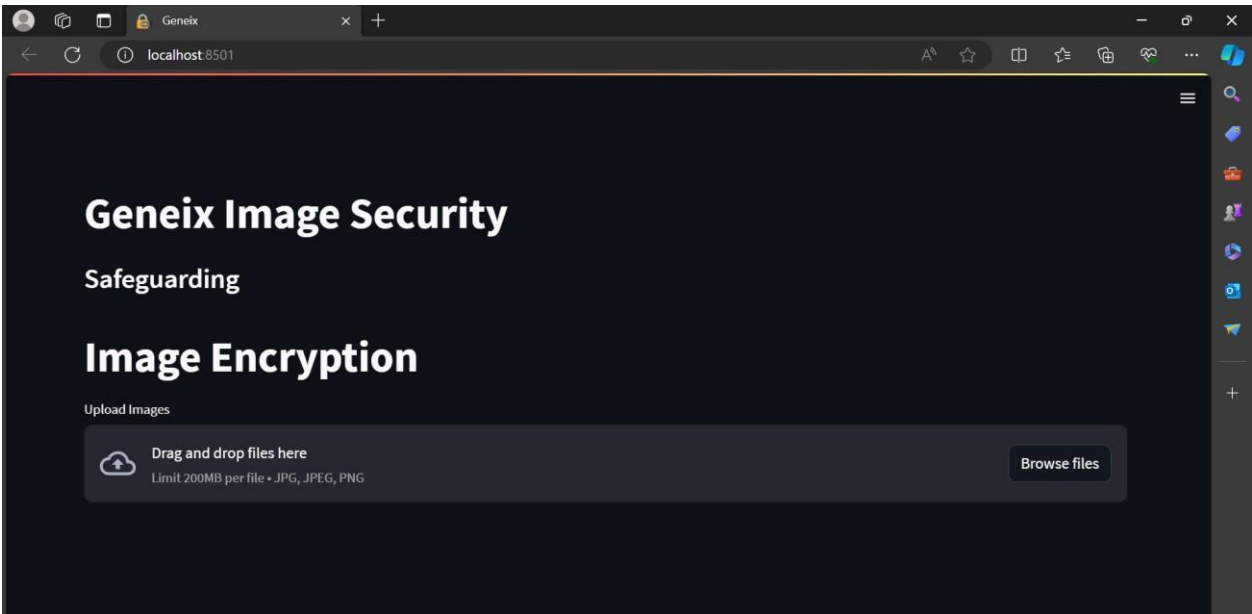 Geneix
localhost:8501
Geneix Image Security
Safeguarding
Image Encryption
Upload Images
Drag and drop files here
Limit 200MB per file • JPG, JPEG, PNG
Browse files